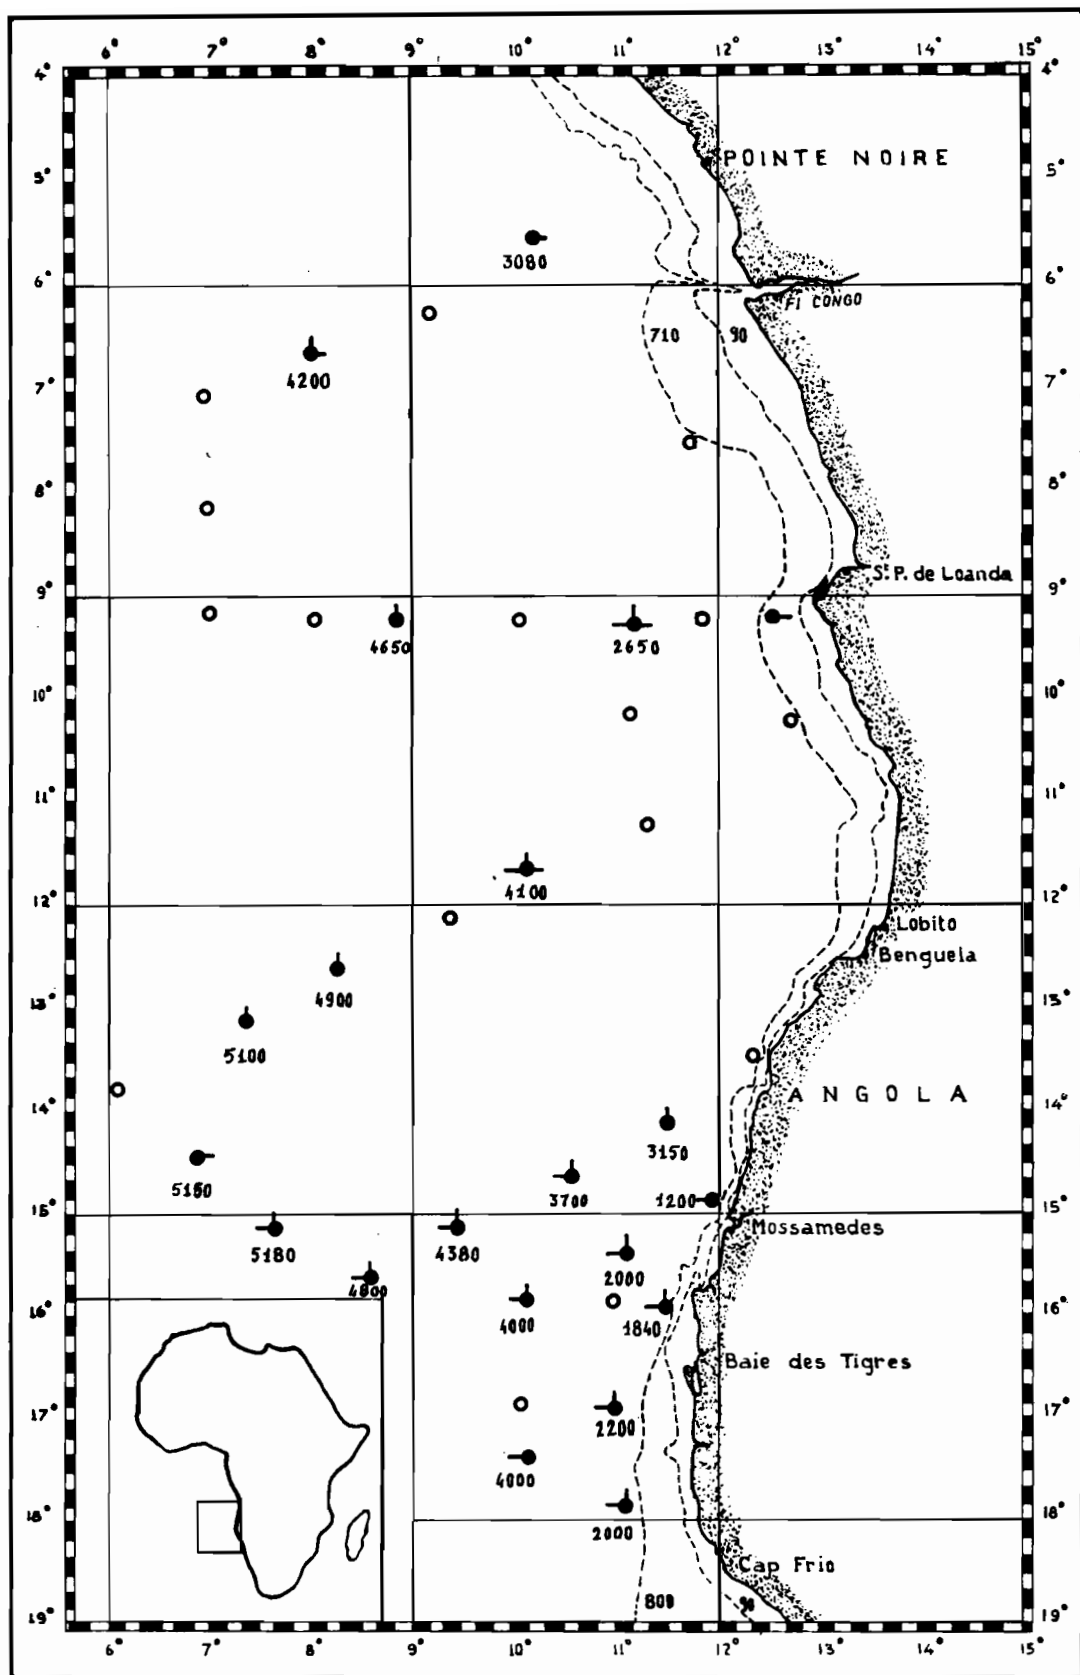 6° 7° 8° 9° 10° 11° 12° 13° 14° 15°
4° 4°
POINTE NOIRE
5° 5°
3080
6° 6°
Fl CONGO
710 90
4200
7° 7°
8° 8°
S.P. de Loanda
9° 9°
4650 2650
10° 10°
11° 11°
4100
12° 12°
Lobito
Benguela
4900
13° 13°
5100
ANGOLA
14° 14°
3150
5150 3700 1200
15° 15°
Mossamedes
5180 4380
2000
4800
16° 16°
4000 1840
Baie des Tigres
17° 17°
2200
4000
18° 18°
2000
Cap Frio
800 90
19° 19°
6° 7° 8° 9° 10° 11° 12° 13° 14° 15°